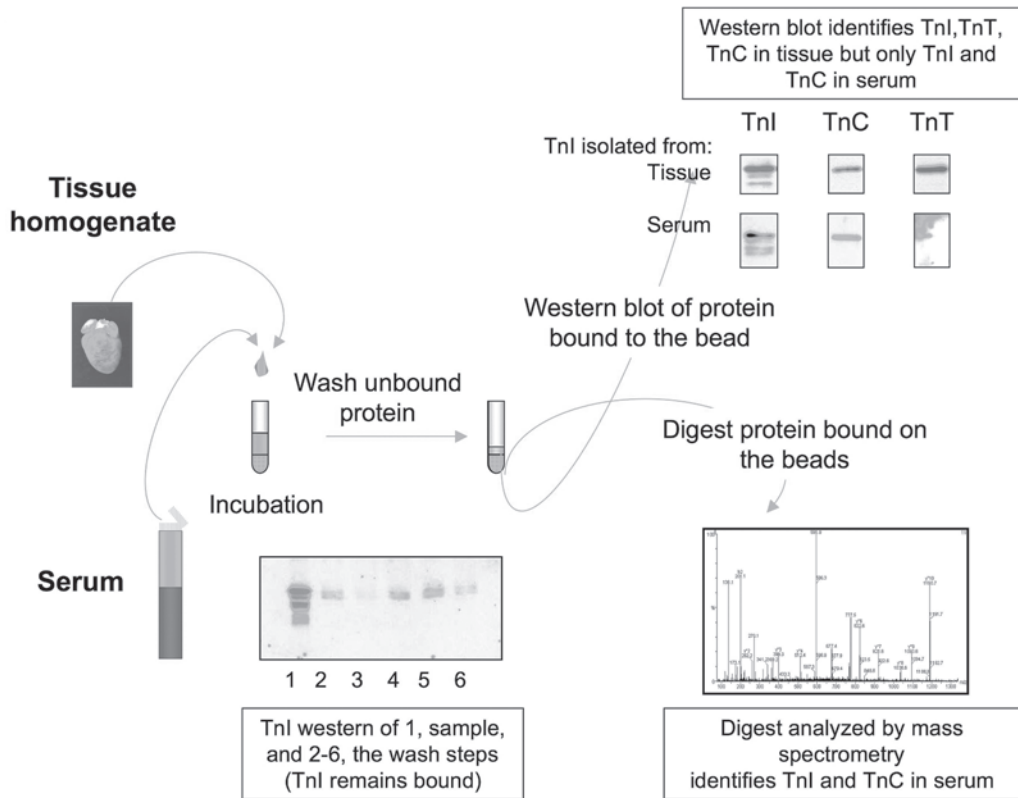 Western blot identifies TnI,TnT,
TnC in tissue but only TnI and
TnC in serum
TnI TnC TnT
TnI isolated from:
Tissue
Serum
Tissue
homogenate
Western blot of protein
bound to the bead
Wash unbound
protein
Digest protein bound on
the beads
Incubation
Serum
1 2 3 4 5 6
TnI western of 1, sample,
and 2-6, the wash steps
(TnI remains bound)
Digest analyzed by mass
spectrometry
identifies TnI and TnC in serum